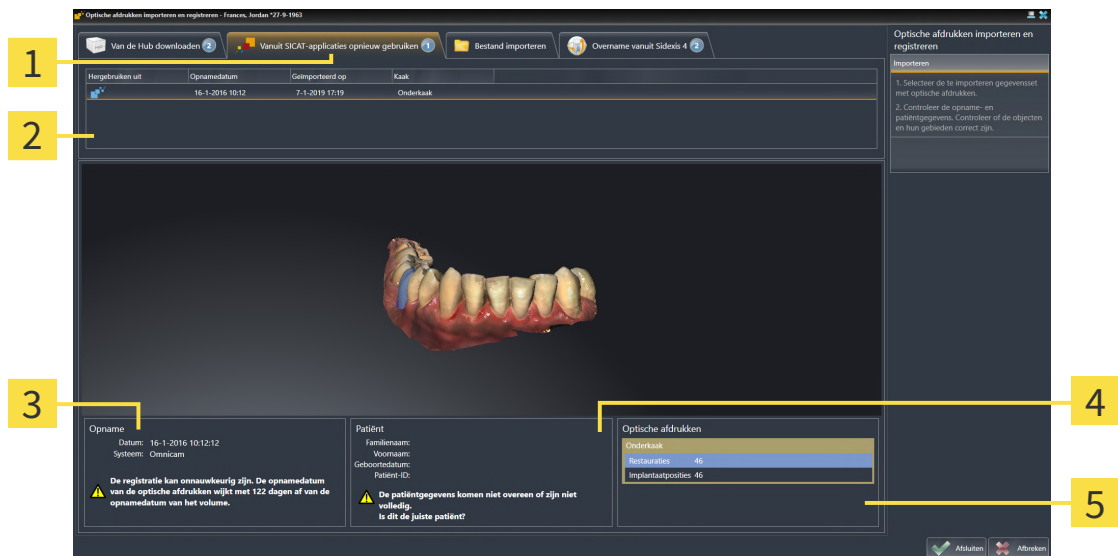 Optische afdrukken importeren en registreren - Frances, Jordan *27-9-1963
Van de Hub downloaden 2
Vanuit SICAT-applicaties opnieuw gebruiken 1
Bestand importeren
Overname vanuit Sidexis 4 2
1
Hergebruiken uit Opnamedatum Geïmporteerd op Kaak
16-1-2016 10:12 7-1-2019 17:19 Onderkaak
2
Optische afdrukken importeren en
registreren
Importeren
1. Selecteer de te importeren gegevensset
met optische afdrukken.
2. Controleer de opname- en
patiëntgegevens. Controleer of de objecten
en hun gebieden correct zijn.
3
Opname
Datum: 16-1-2016 10:12:12
Systeem: Omnicam
De registratie kan onnauwkeurig zijn. De opnamedatum
van de optische afdrukken wijkt met 122 dagen af van de
opnamedatum van het volume.
Patiënt
Familienaam:
Voornaam:
Geboortedatum:
Patiënt-ID:
De patiëntgegevens komen niet overeen of zijn niet
volledig.
Is dit de juiste patiënt?
4
Optische afdrukken
Onderkaak
Restauraties 46
Implantaatposities 46
5
Afsluiten
Afbreken